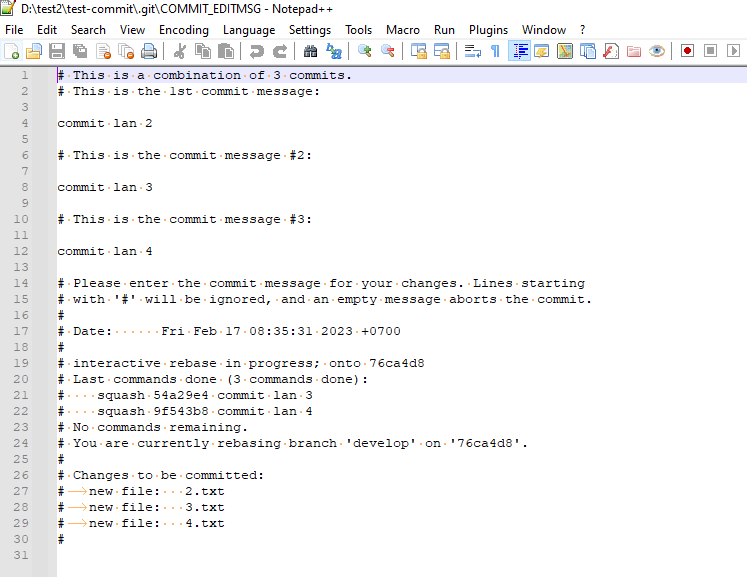 D:\test2\test-commit\.git\COMMIT_EDITMSG - Notepad++
File Edit Search View Encoding Language Settings Tools Macro Run Plugins Window ?
1 # This is a combination of 3 commits.
2 # This is the 1st commit message:
3
4 commit lan 2
5
6 # This is the commit message #2:
7
8 commit lan 3
9
10 # This is the commit message #3:
11
12 commit lan 4
13
14 # Please enter the commit message for your changes. Lines starting
15 # with '#' will be ignored, and an empty message aborts the commit.
16 #
17 # Date:      Fri Feb 17 08:35:31 2023 +0700
18 #
19 # interactive rebase in progress; onto 76ca4d8
20 # Last commands done (3 commands done):
21 #    squash 54a29e4 commit lan 3
22 #    squash 9f543b8 commit lan 4
23 # No commands remaining.
24 # You are currently rebasing branch 'develop' on '76ca4d8'.
25 #
26 # Changes to be committed:
27 #	new file:   2.txt
28 #	new file:   3.txt
29 #	new file:   4.txt
30 #
31